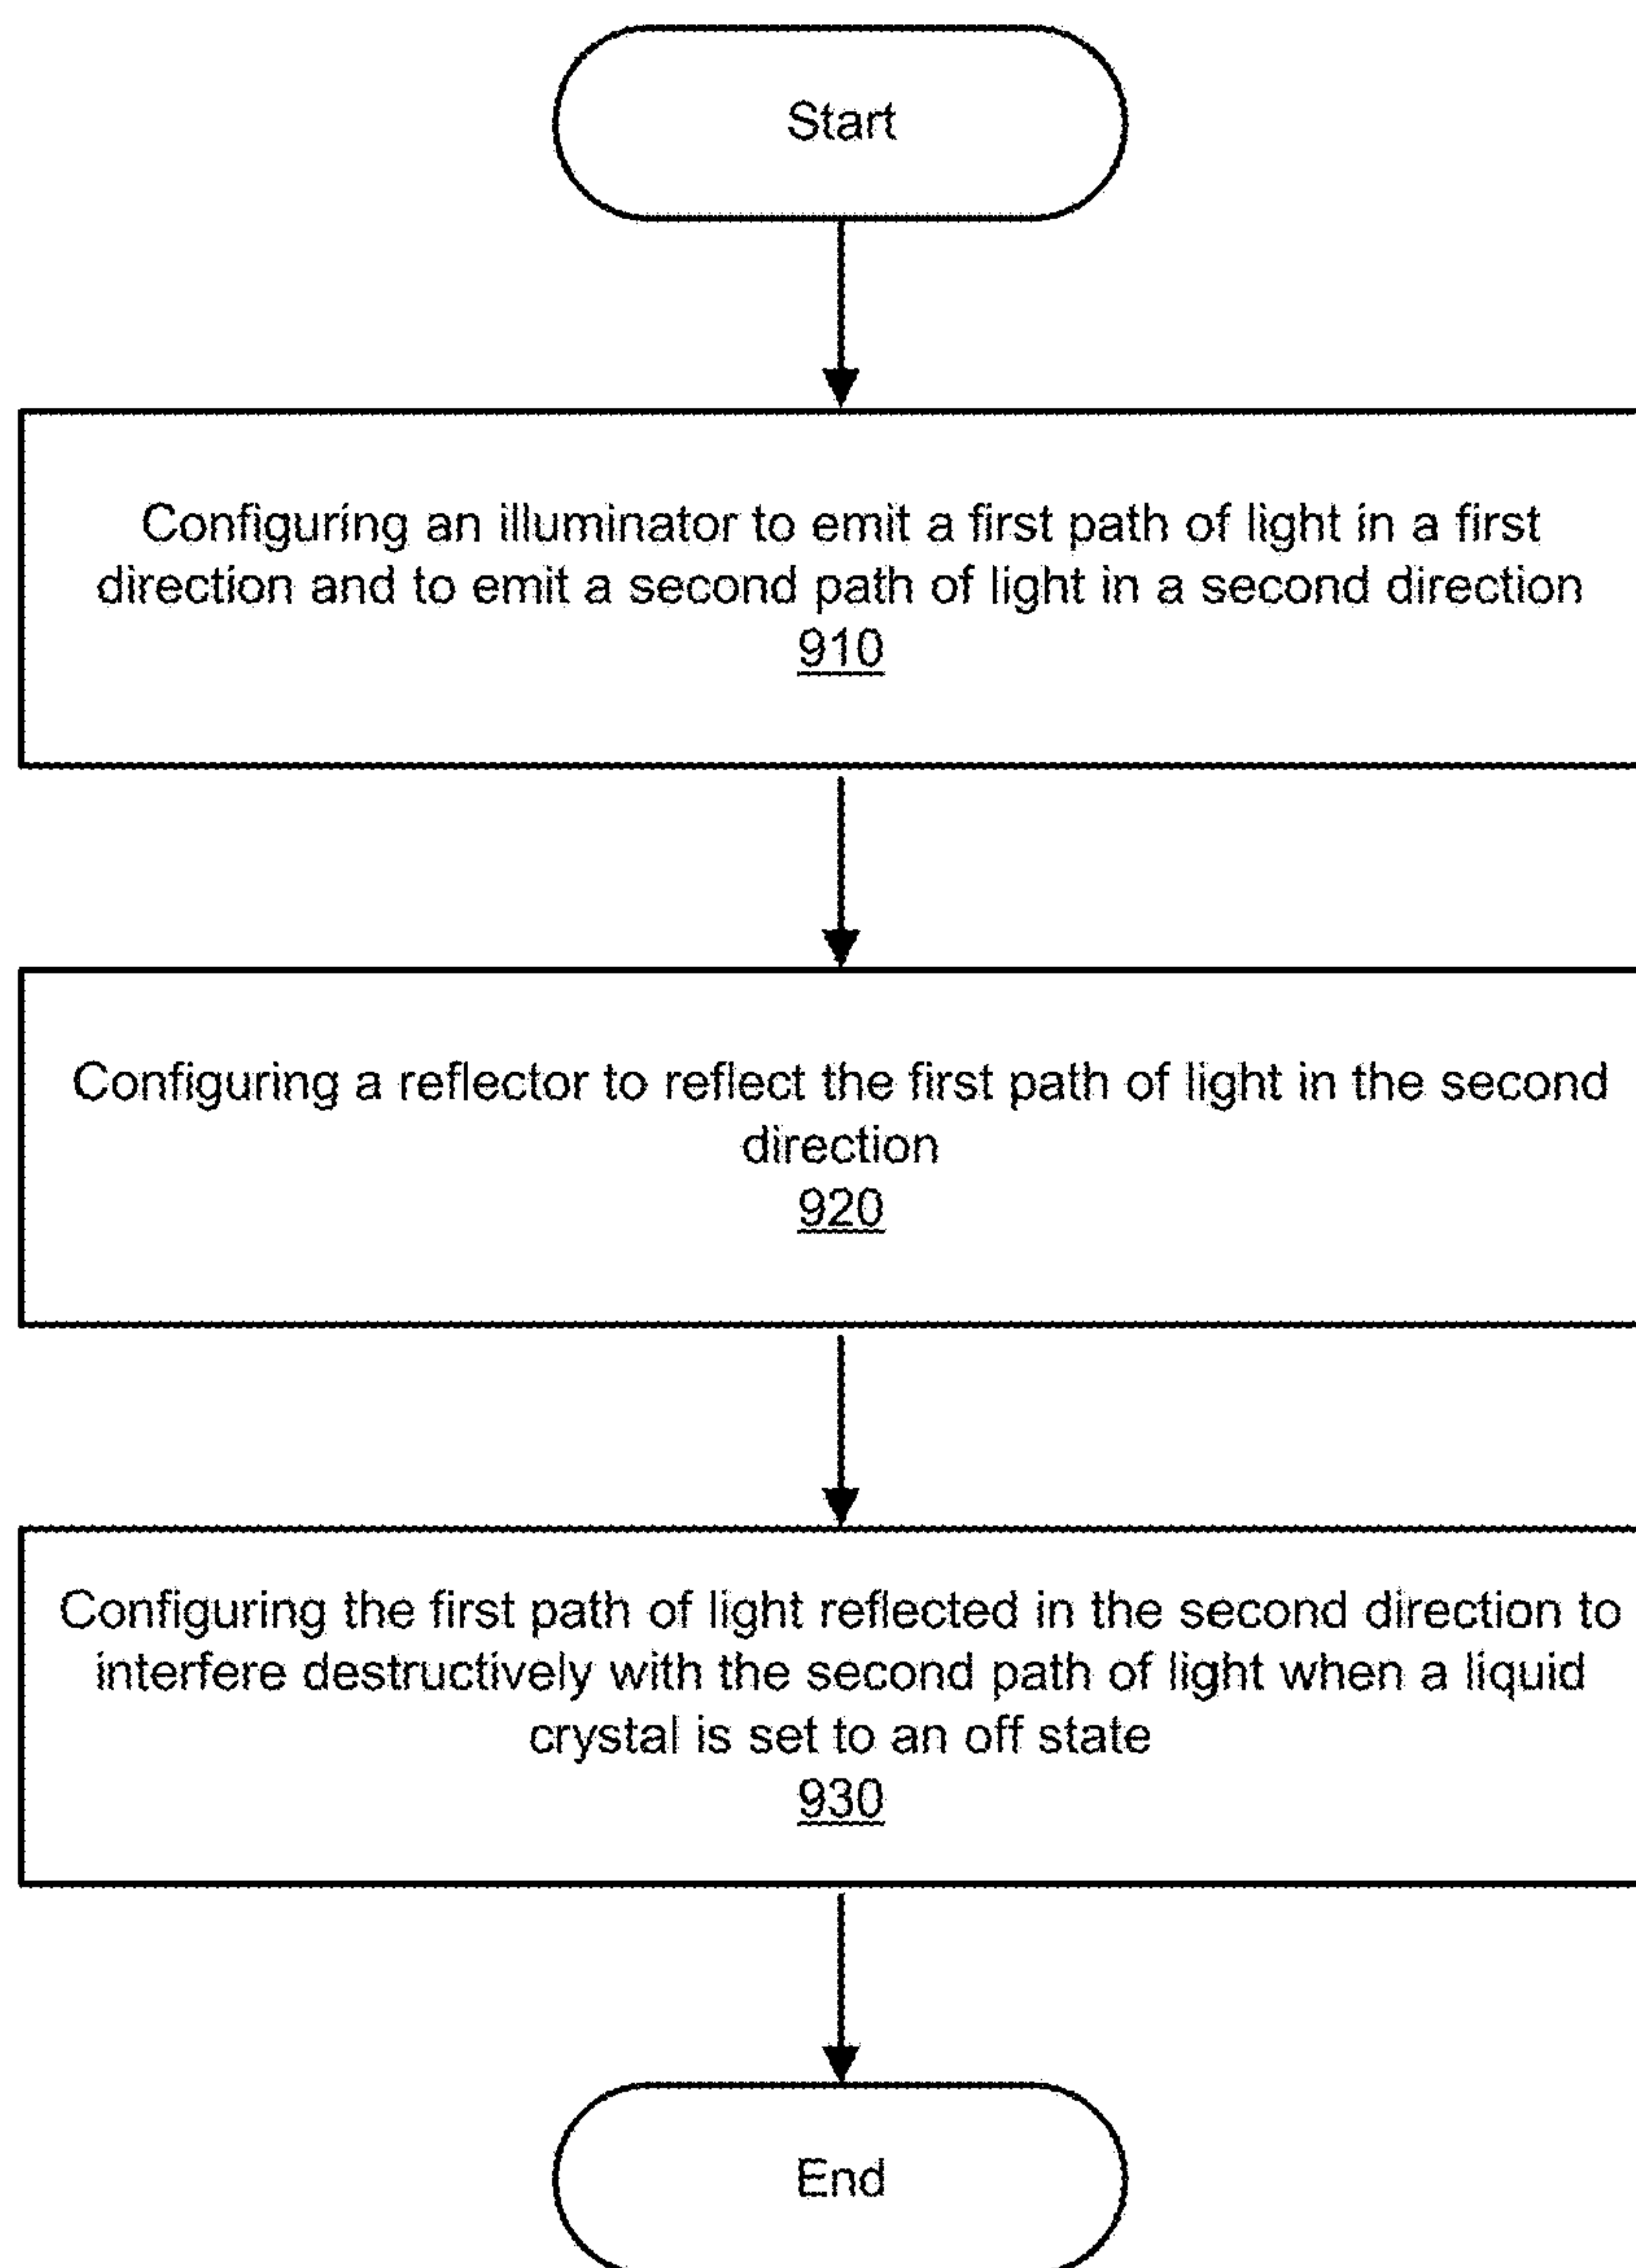 Start
Configuring an illuminator to emit a first path of light in a first
direction and to emit a second path of light in a second direction
910
Configuring a reflector to reflect the first path of light in the second
direction
920
Configuring the first path of light reflected in the second direction to
interfere destructively with the second path of light when a liquid
crystal is set to an off state
930
End